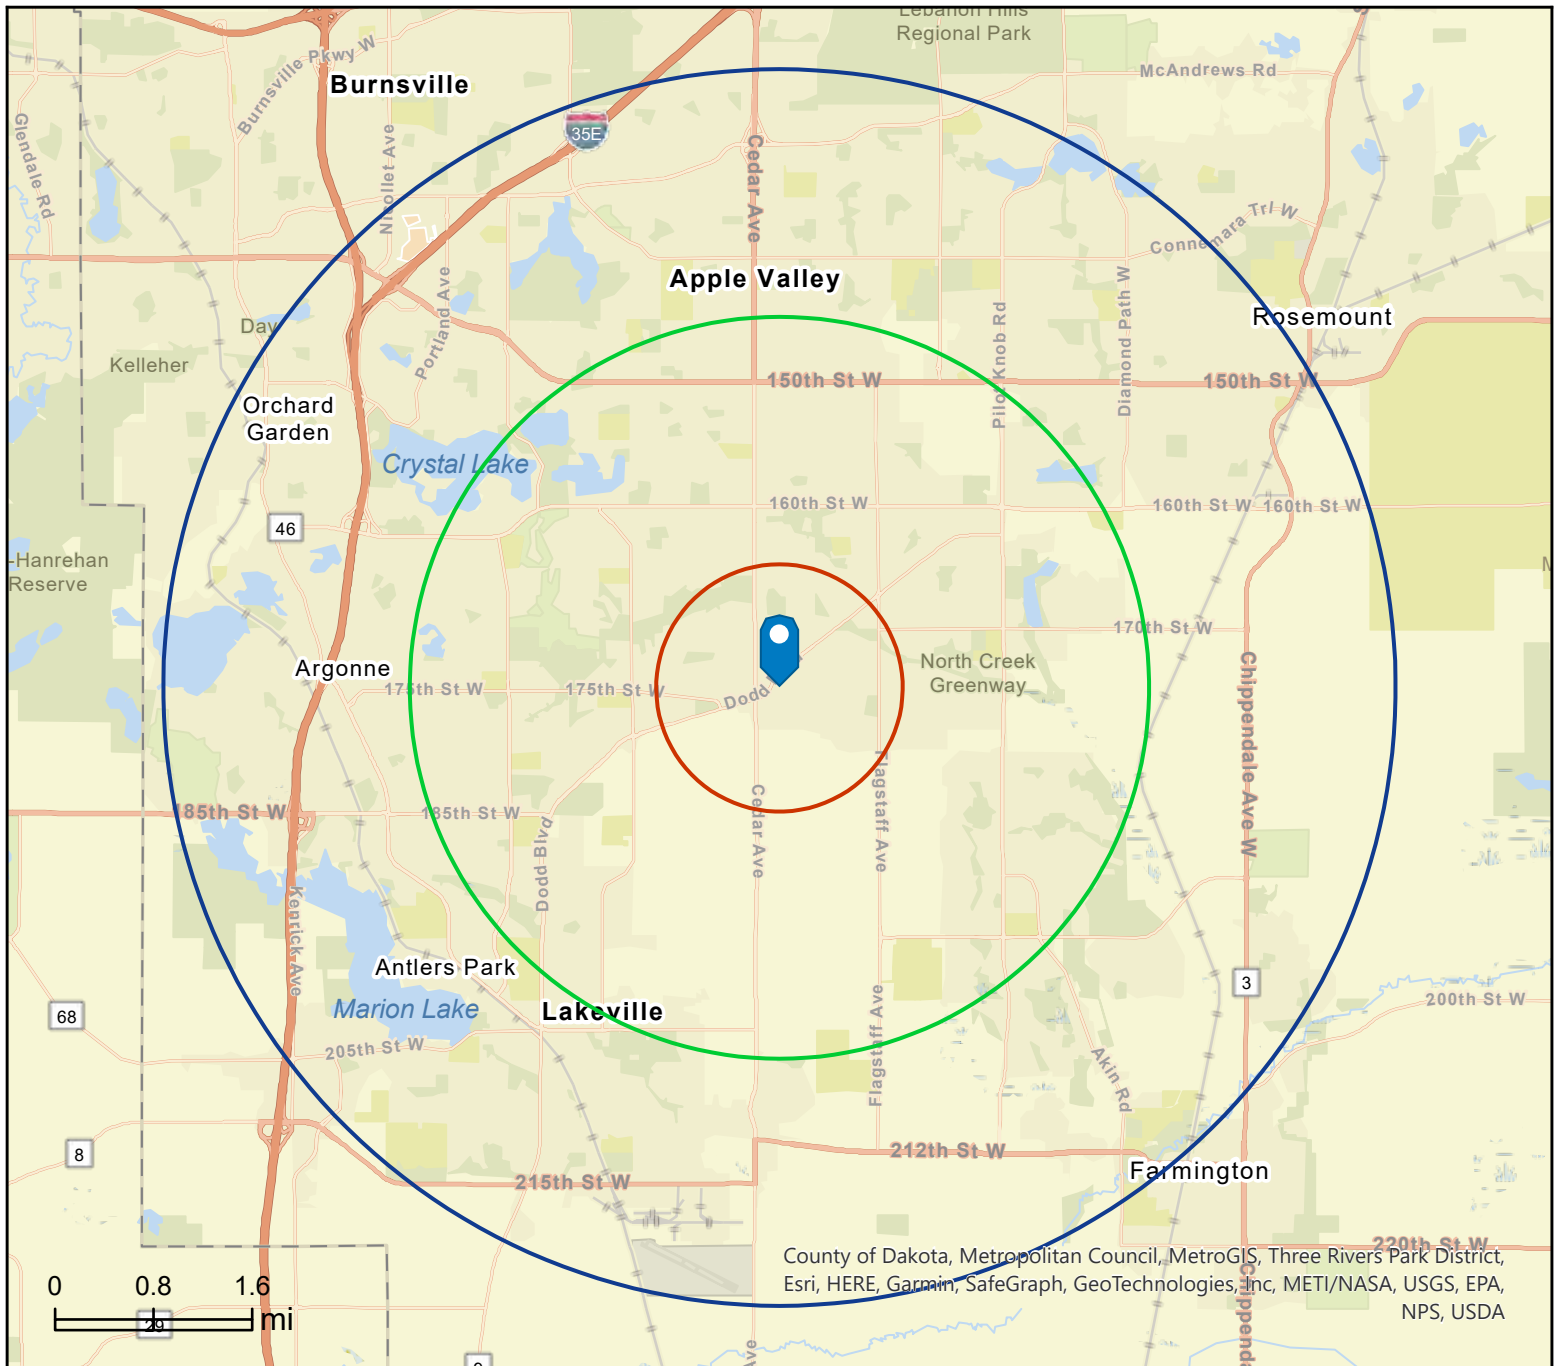 Lebanon Hills
Regional Park
McAndrews Rd
Burnsville Pkwy W
Burnsville
35E
Glendale Rd
Nicollet Ave
Cedar Ave
Connemara Trl W
Apple Valley
Portland Ave
Diamond Path W
Pilot Knob Rd
Rosemount
Kelleher
150th St W
150th St W
Orchard
Garden
Crystal Lake
160th St W
160th St W
160th St W
46
-Hanrehan
Reserve
170th St W
North Creek
Greenway
Argonne
175th St W
175th St W
Dodd
Chippendale Ave W
Flagstaff Ave
Cedar Ave
185th St W
185th St W
Dodd Blvd
Kenrick Ave
Antlers Park
Marion Lake
Lakeville
3
200th St W
68
205th St W
Flagstaff Ave
Akin Rd
8
212th St W
Farmington
215th St W
220th St W
County of Dakota, Metropolitan Council, MetroGIS, Three Rivers Park District,
Esri, HERE, Garmin, SafeGraph, GeoTechnologies, Inc, METI/NASA, USGS, EPA,
NPS, USDA
0 0.8 1.6
mi
29
Ave